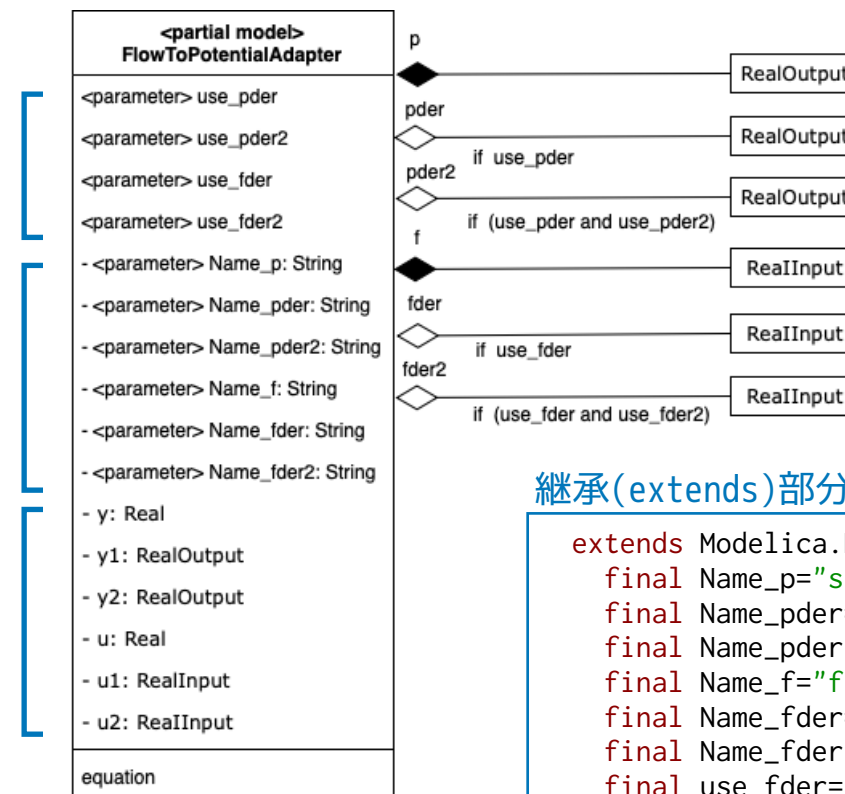 <partial model>
FlowToPotentialAdapter
<parameter> use_pder
<parameter> use_pder2
<parameter> use_fder
<parameter> use_fder2
- <parameter> Name_p: String
- <parameter> Name_pder: String
- <parameter> Name_pder2: String
- <parameter> Name_f: String
- <parameter> Name_fder: String
- <parameter> Name_fder2: String
- y: Real
- y1: RealOutput
- y2: RealOutput
- u: Real
- u1: RealInput
- u2: RealInput
equation
p
RealOutput
pder
if use_pder
RealOutput
pder2
if (use_pder and use_pder2)
RealOutput
f
RealInput
fder
if use_fder
RealInput
fder2
if (use_fder and use_fder2)
RealInput
継承(extends)部分
extends Modelica.
final Name_p="s
final Name_pder
final Name_pder
final Name_f="f
final Name_fder
final Name_fder
final use_fder=